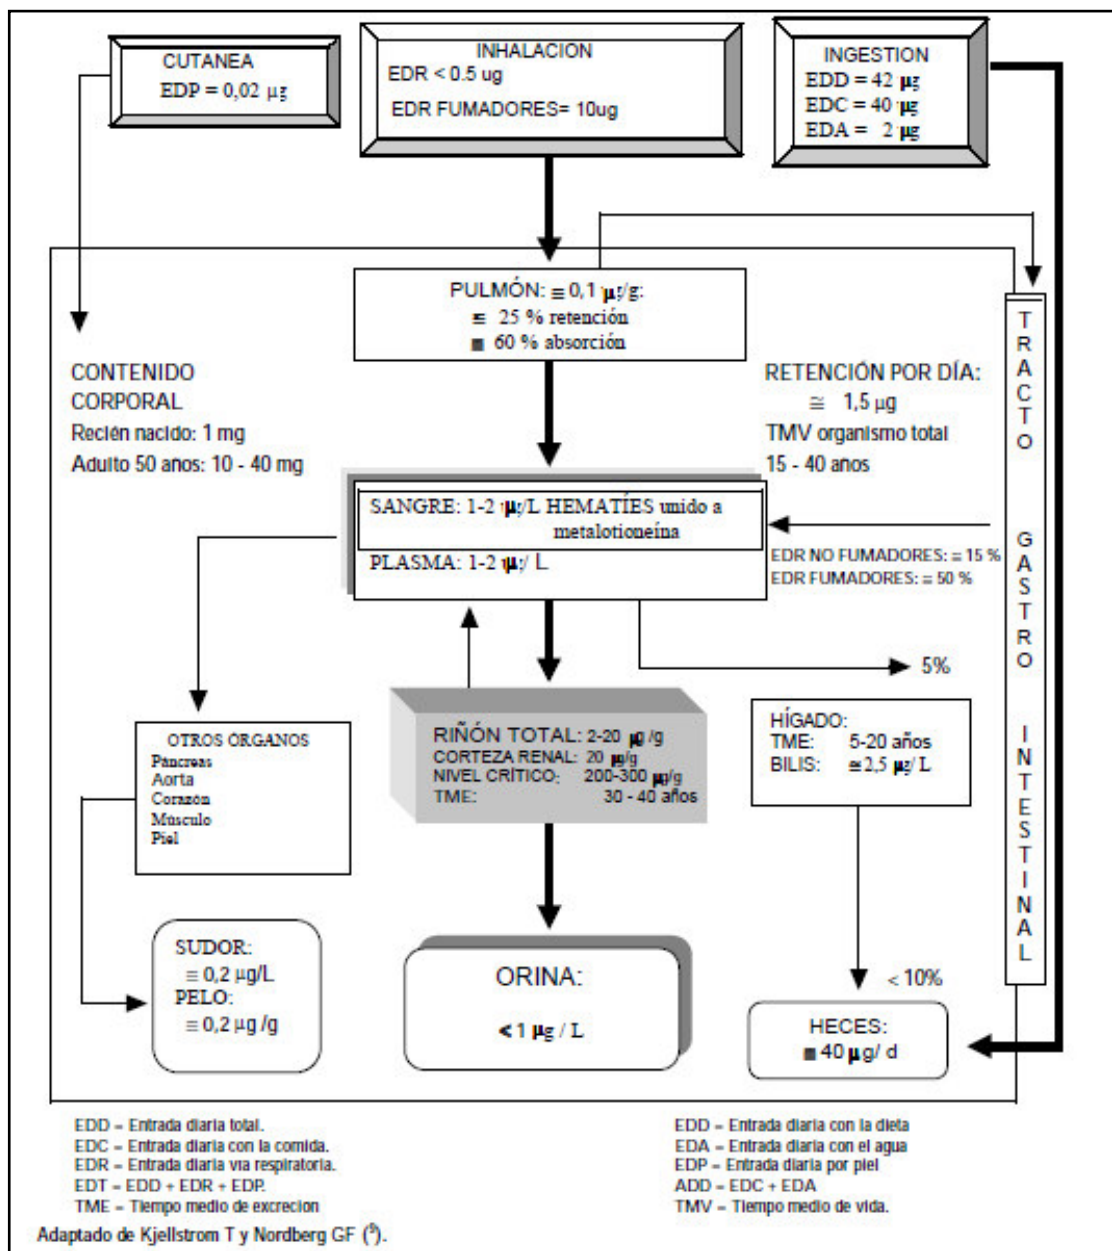 CUTANEA
EDP = 0,02 µg
INHALACION
EDR < 0.5 ug
EDR FUMADORES= 10ug
INGESTION
EDD = 42 µg
EDC = 40 µg
EDA = 2 µg
PULMÓN: ≅ 0,1 µg/g:
≅ 25 % retención
60 % absorción
CONTENIDO
CORPORAL
Recién nacido: 1 mg
Adulto 50 años: 10 - 40 mg
RETENCIÓN POR DÍA:
≅ 1,5 µg
TMV organismo total
15 - 40 años
SANGRE: 1-2 µg/L HEMATÍES unido a
metalotioneína
PLASMA: 1-2 µg/ L
EDR NO FUMADORES: ≅ 15 %
EDR FUMADORES: ≅ 50 %
5%
TRACTO GASTRO INTESTINAL
OTROS ÓRGANOS
Páncreas
Aorta
Corazón
Músculo
Piel
RIÑÓN TOTAL: 2-20 µg /g
CORTEZA RENAL: 20 µg/g
NIVEL CRÍTICO: 200-300 µg/g
TME: 30 - 40 años
HÍGADO:
TME: 5-20 años
BILIS: ≅ 2,5 µg/ L
SUDOR:
≅ 0,2 µg/L
PELO:
≅ 0,2 µg /g
ORINA:
< 1 µg / L
< 10%
HECES:
40 µg/ d
EDD = Entrada diaria total.
EDC = Entrada diaria con la comida.
EDR = Entrada diaria via respiratoria.
EDT = EDD + EDR + EDP.
TME = Tiempo medio de excrecion
EDD = Entrada diaria con la dieta
EDA = Entrada diaria con el agua
EDP = Entrada diaria por piel
ADD = EDC + EDA
TMV = Tiempo medio de vida.
Adaptado de Kjellstrom T y Nordberg GF (⁹).